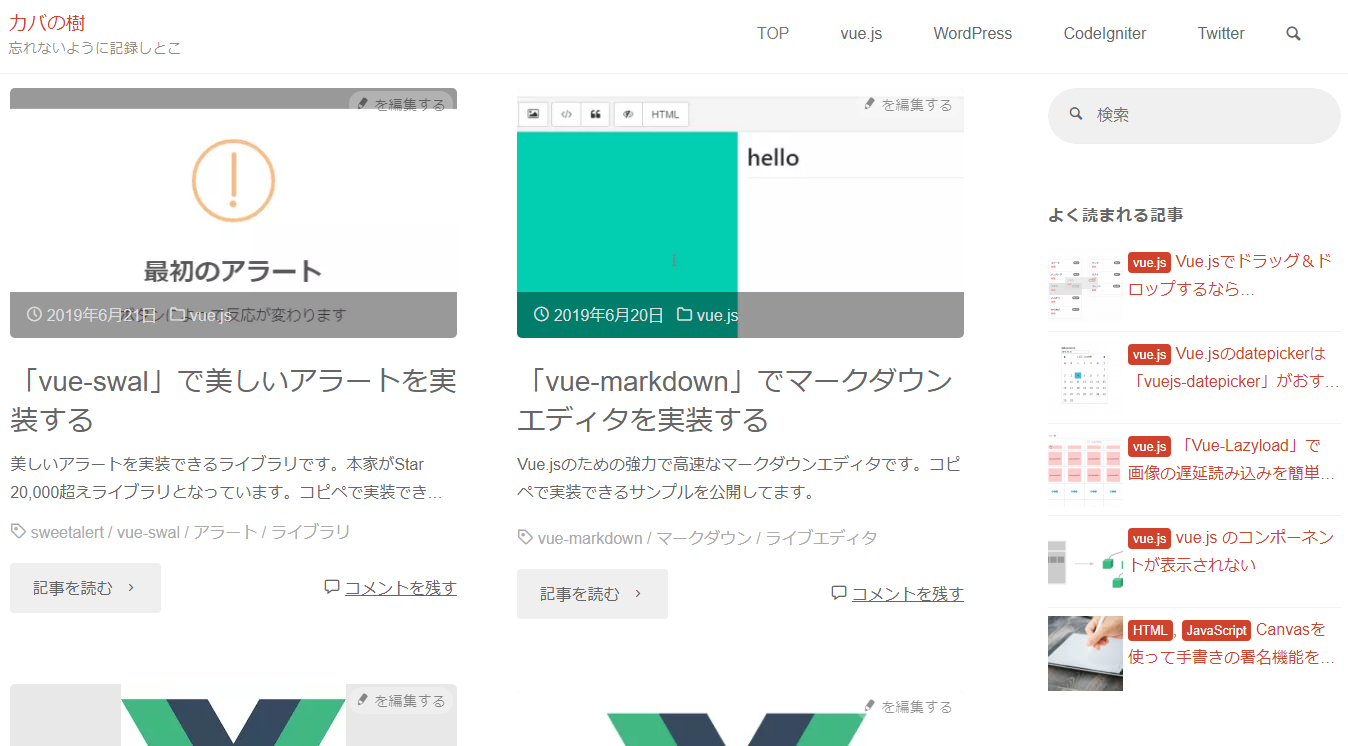 カバの樹
忘れないように記録しとこ
TOP vue.js WordPress CodeIgniter Twitter
を編集する
最初のアラート
って反応が変わります
2019年6月21日 vue.js
「vue-swal」で美しいアラートを実
装する
美しいアラートを実装できるライブラリです。本家がStar
20,000超えライブラリとなっています。コピペで実装でき…
sweetalert / vue-swal / アラート / ライブラリ
記事を読む
コメントを残す
を編集する
HTML
hello
2019年6月20日 vue.js
「vue-markdown」でマークダウン
エディタを実装する
Vue.jsのための強力で高速なマークダウンエディタです。コピ
ペで実装できるサンプルを公開してます。
vue-markdown / マークダウン / ライブエディタ
記事を読む
コメントを残す
を編集する
を編集する
検索
よく読まれる記事
vue.js Vue.jsでドラッグ＆ド
ロップするなら…
vue.js Vue.jsのdatepickerは
「vuejs-datepicker」がおす…
vue.js 「Vue-Lazyload」で
画像の遅延読み込みを簡単…
vue.js vue.js のコンポーネン
トが表示されない
HTML, JavaScript Canvasを
使って手書きの署名機能を…